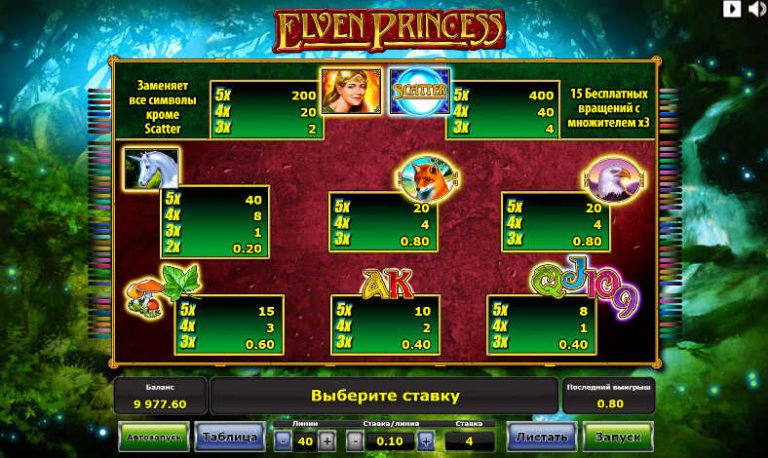 ELVEN PRINCESS
Заменяет
все символы
кроме
Scatter
5x 200
4x 20
3x 2
SCATTER
5x 400
4x 40
3x 4
15 Бесплатных
вращений с
множителем x3
5x 40
4x 8
3x 1
2x 0.20
5x 20
4x 4
3x 0.80
5x 20
4x 4
3x 0.80
5x 15
4x 3
3x 0.60
A K
5x 10
4x 2
3x 0.40
Q J 10 9
5x 8
4x 1
3x 0.40
Баланс
9 977.60
Выберите ставку
Последний выигрыш
0.80
Автозапуск
Таблица
Линии
- 40 +
Ставка/линия
- 0.10 +
Ставка
4
Листать
Запуск